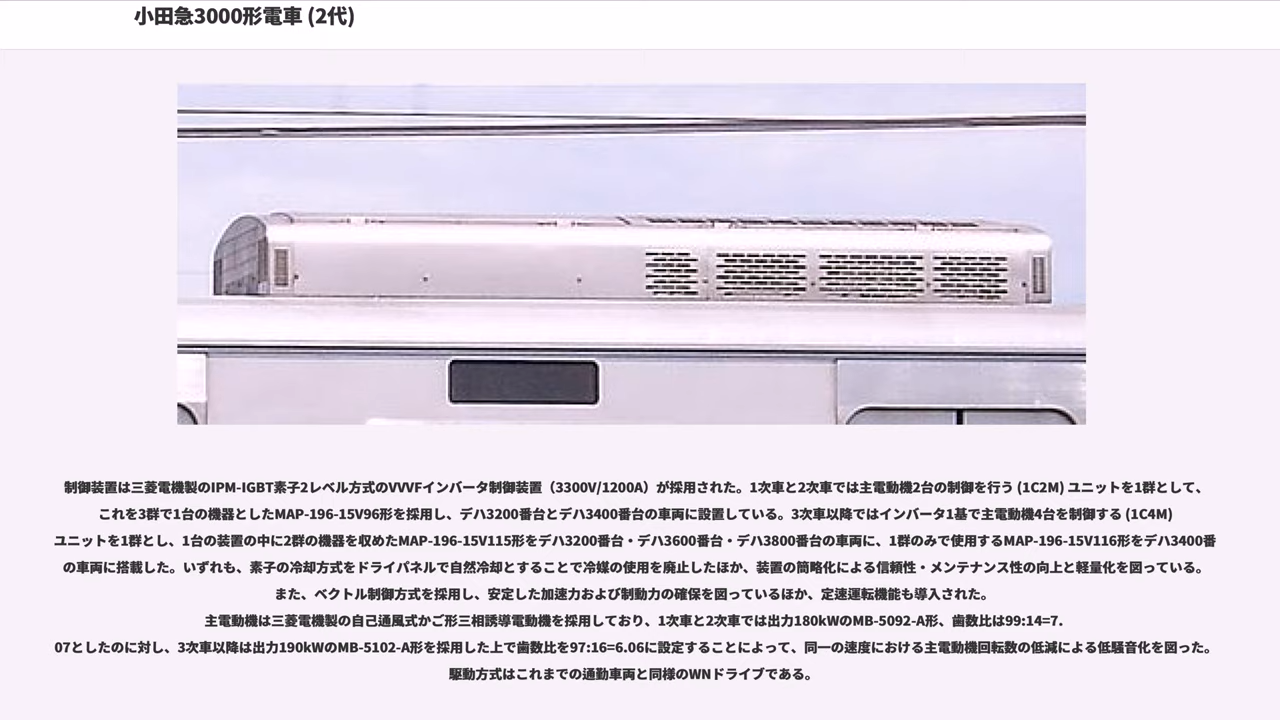 小田急3000形電車 (2代)
制御装置は三菱電機製のIPM-IGBT素子2レベル方式のVVVFインバータ制御装置（3300V/1200A）が採用された。1次車と2次車では主電動機2台の制御を行う (1C2M) ユニットを1群として、
これを3群で1台の機器としたMAP-196-15V96形を採用し、デハ3200番台とデハ3400番台の車両に設置している。3次車以降ではインバータ1基で主電動機4台を制御する (1C4M)
ユニットを1群とし、1台の装置の中に2群の機器を収めたMAP-196-15V115形をデハ3200番台・デハ3600番台・デハ3800番台の車両に、1群のみで使用するMAP-196-15V116形をデハ3400番
の車両に搭載した。いずれも、素子の冷却方式をドライパネルで自然冷却とすることで冷媒の使用を廃止したほか、装置の簡略化による信頼性・メンテナンス性の向上と軽量化を図っている。
また、ベクトル制御方式を採用し、安定した加速力および制動力の確保を図っているほか、定速運転機能も導入された。
主電動機は三菱電機製の自己通風式かご形三相誘導電動機を採用しており、1次車と2次車では出力180kWのMB-5092-A形、歯数比は99:14=7.
07としたのに対し、3次車以降は出力190kWのMB-5102-A形を採用した上で歯数比を97:16=6.06に設定することによって、同一の速度における主電動機回転数の低減による低騒音化を図った。
駆動方式はこれまでの通勤車両と同様のWNドライブである。